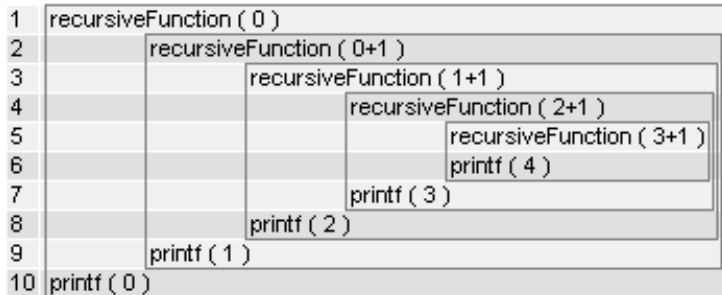 1 recursiveFunction ( 0 )
2 recursiveFunction ( 0+1 )
3 recursiveFunction ( 1+1 )
4 recursiveFunction ( 2+1 )
5 recursiveFunction ( 3+1 )
6 printf ( 4 )
7 printf ( 3 )
8 printf ( 2 )
9 printf ( 1 )
10 printf ( 0 )